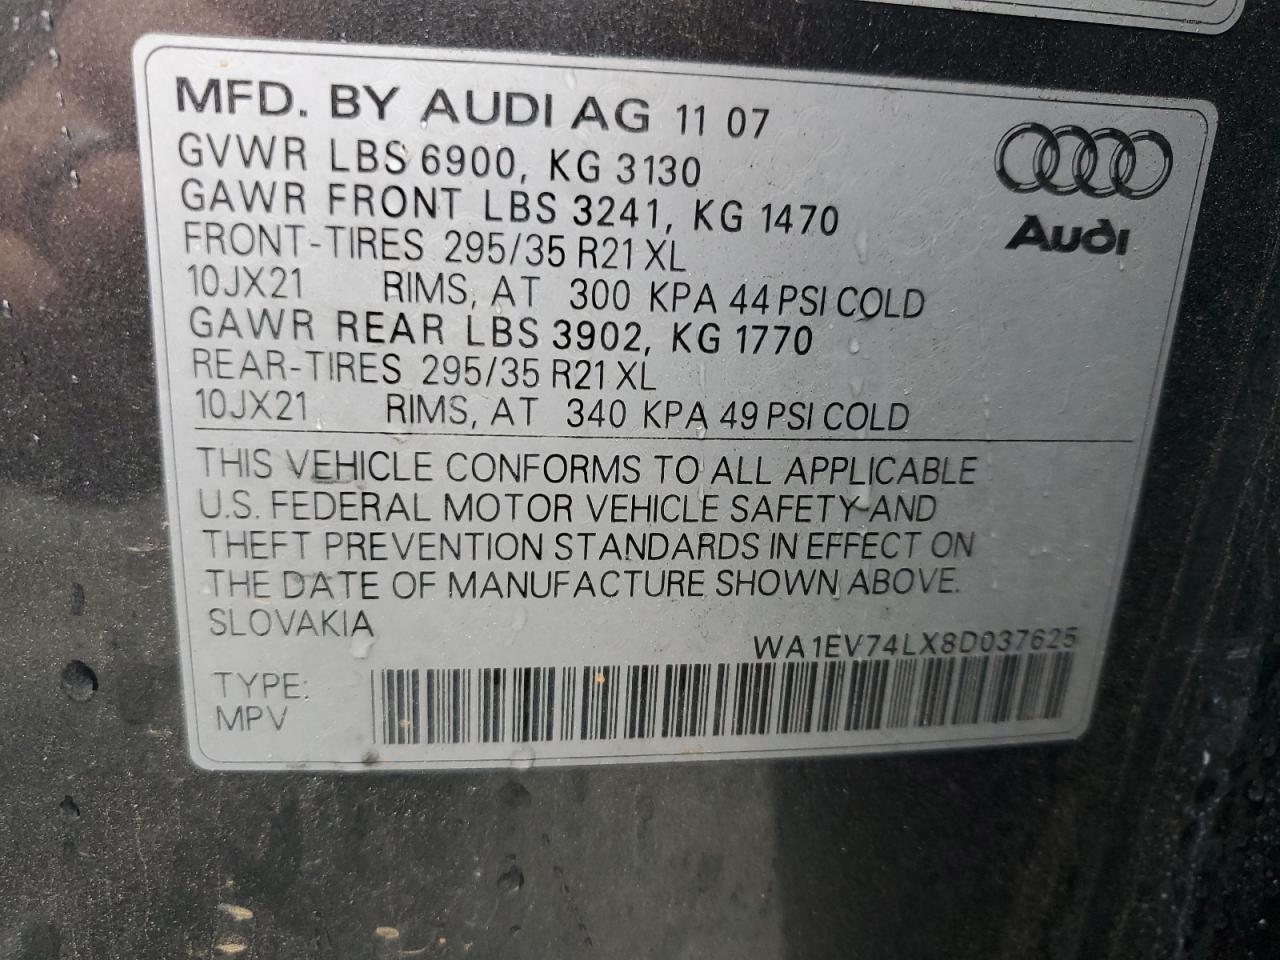 MFD. BY AUDI AG 11 07
GVWR LBS 6900, KG 3130
GAWR FRONT LBS 3241, KG 1470
FRONT-TIRES 295/35 R21 XL
10JX21 RIMS, AT 300 KPA 44 PSI COLD
GAWR REAR LBS 3902, KG 1770
REAR-TIRES 295/35 R21 XL
10JX21 RIMS, AT 340 KPA 49 PSI COLD
Audi
THIS VEHICLE CONFORMS TO ALL APPLICABLE
U.S. FEDERAL MOTOR VEHICLE SAFETY AND
THEFT PREVENTION STANDARDS IN EFFECT ON
THE DATE OF MANUFACTURE SHOWN ABOVE.
SLOVAKIA
WA1EV74LX8D037625
TYPE:
MPV